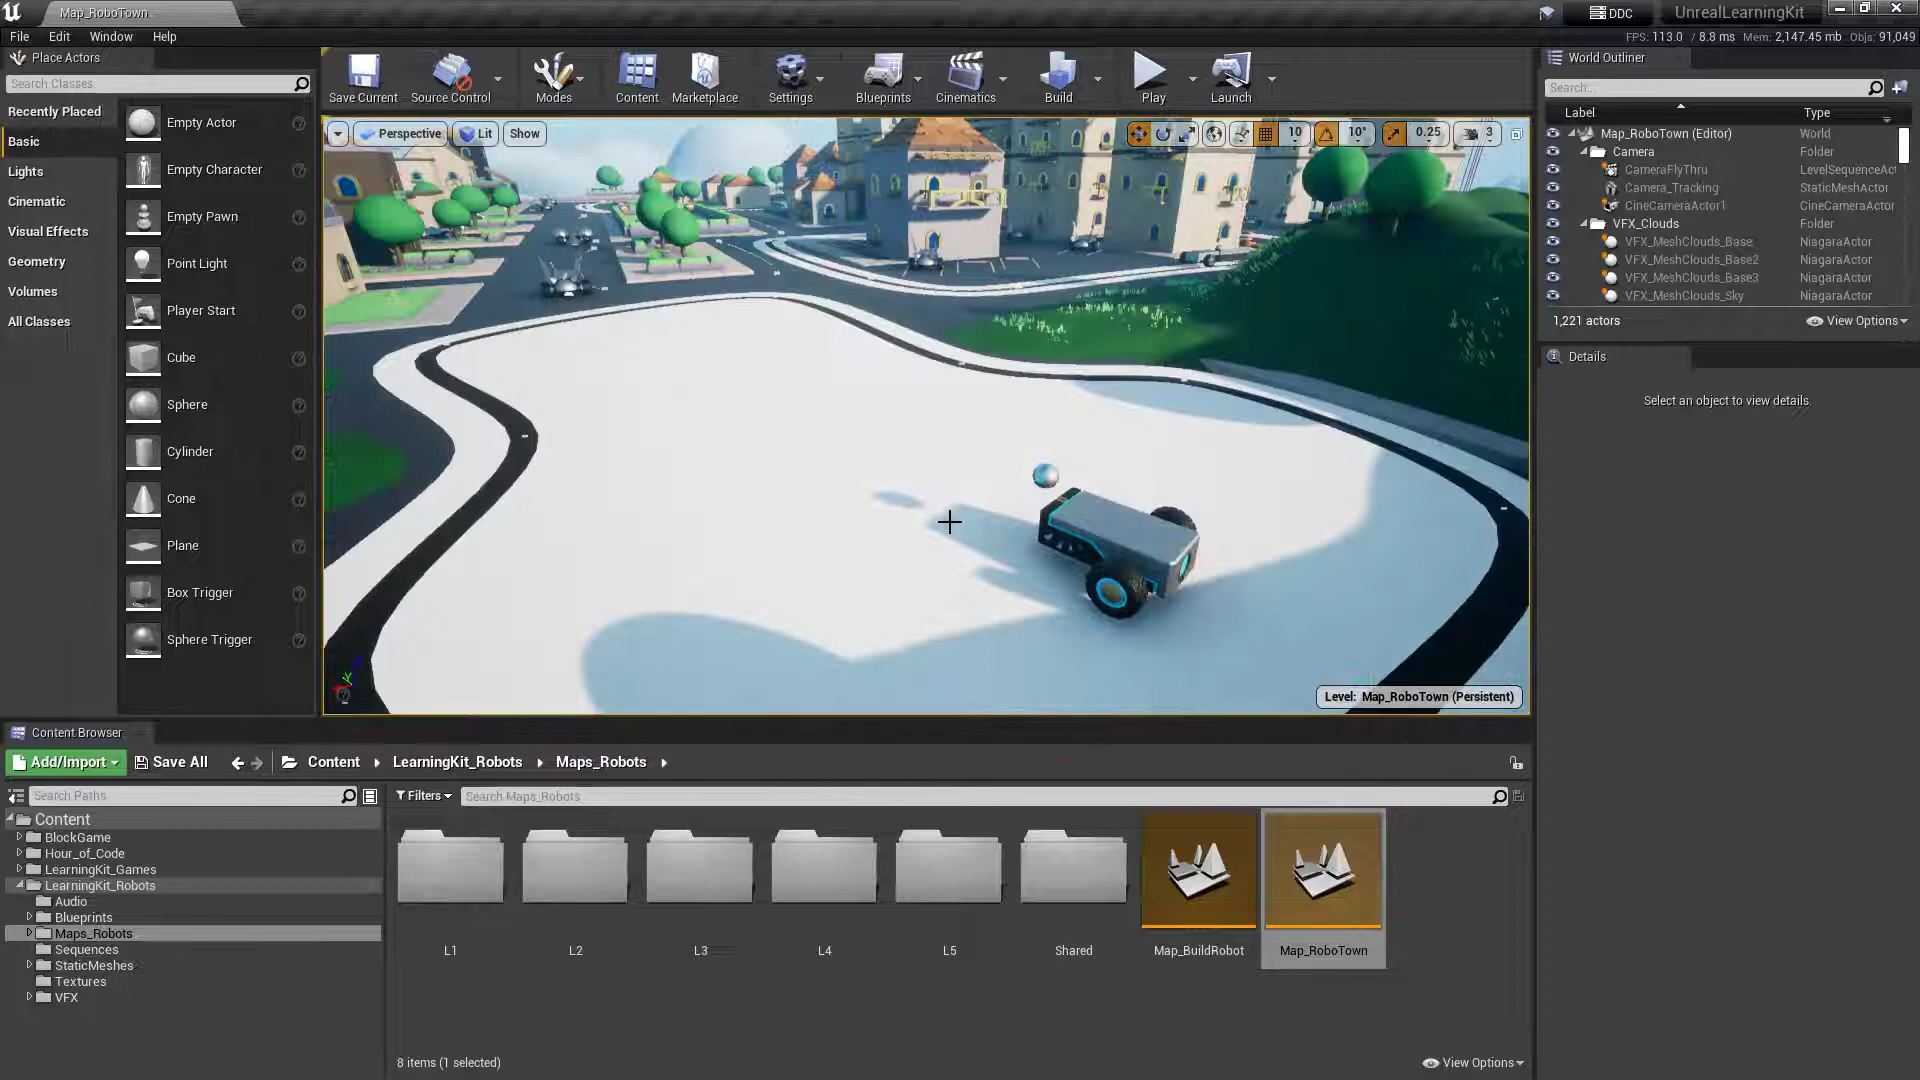 Map_RoboTown
DDC
UnrealLearningKit
File Edit Window Help
FPS: 113.0 / 8.8 ms Mem: 2,147.45 mb Objs: 91,049
Place Actors
Search Classes
Recently Placed
Basic
Lights
Cinematic
Visual Effects
Geometry
Volumes
All Classes
Empty Actor
Empty Character
Empty Pawn
Point Light
Player Start
Cube
Sphere
Cylinder
Cone
Plane
Box Trigger
Sphere Trigger
Save Current Source Control Modes Content Marketplace Settings Blueprints Cinematics Build Play Launch
Perspective Lit Show
10 10° 0.25 3
Level: Map_RoboTown (Persistent)
World Outliner
Search...
Label Type
Map_RoboTown (Editor) World
Camera Folder
CameraFlyThru LevelSequenceAct
Camera_Tracking StaticMeshActor
CineCameraActor1 CineCameraActor
VFX_Clouds Folder
VFX_MeshClouds_Base NiagaraActor
VFX_MeshClouds_Base2 NiagaraActor
VFX_MeshClouds_Base3 NiagaraActor
VFX_MeshClouds_Sky NiagaraActor
1,221 actors View Options
Details
Select an object to view details.
Content Browser
Add/Import Save All Content LearningKit_Robots Maps_Robots
Search Paths
Filters Search Maps_Robots
Content
BlockGame
Hour_of_Code
LearningKit_Games
LearningKit_Robots
Audio
Blueprints
Maps_Robots
Sequences
StaticMeshes
Textures
VFX
L1 L2 L3 L4 L5 Shared Map_BuildRobot Map_RoboTown
8 items (1 selected) View Options